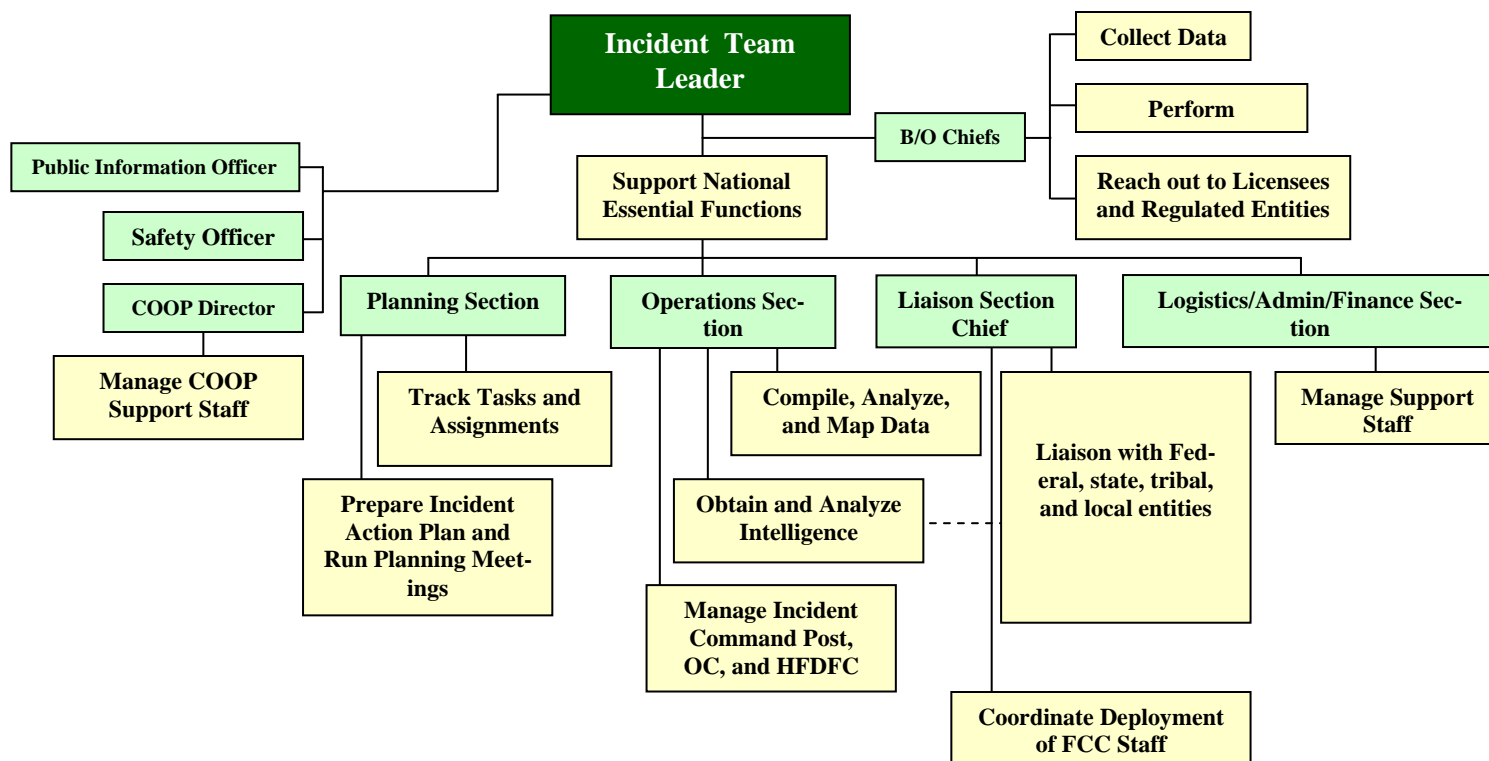 Incident Team
Leader
Collect Data
Perform
B/O Chiefs
Reach out to Licensees
and Regulated Entities
Public Information Officer
Safety Officer
COOP Director
Manage COOP
Support Staff
Support National
Essential Functions
Planning Section
Operations Sec-
tion
Liaison Section
Chief
Logistics/Admin/Finance Sec-
tion
Track Tasks and
Assignments
Prepare Incident
Action Plan and
Run Planning Meet-
ings
Compile, Analyze,
and Map Data
Obtain and Analyze
Intelligence
Manage Incident
Command Post,
OC, and HFDFC
Liaison with Fed-
eral, state, tribal,
and local entities
Coordinate Deployment
of FCC Staff
Manage Support
Staff